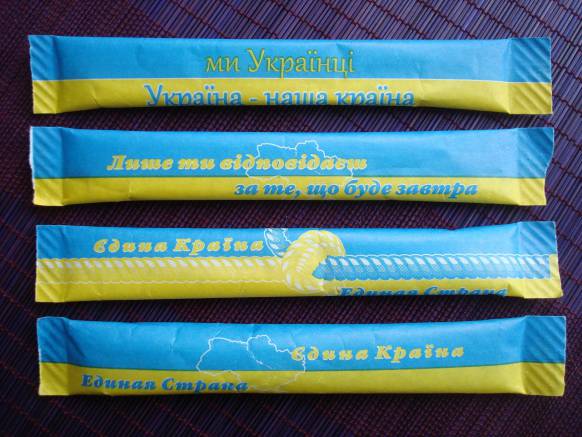 ми Українці
Україна - наша країна
Лише ти відповідаєш
за те, що буде завтра
Єдина Країна
Единая Страна
Єдина Країна
Единая Страна